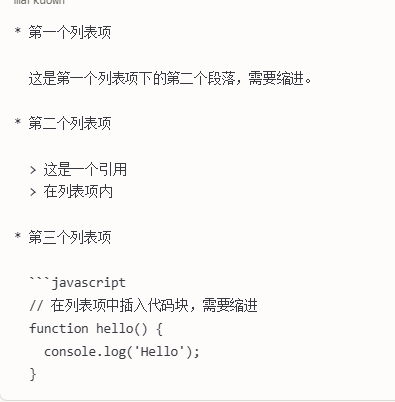 markdown
* 第一个列表项
这是第一个列表项下的第二个段落，需要缩进。
* 第二个列表项
> 这是一个引用
> 在列表项内
* 第三个列表项
```javascript
// 在列表项中插入代码块，需要缩进
function hello() {
console.log('Hello');
}